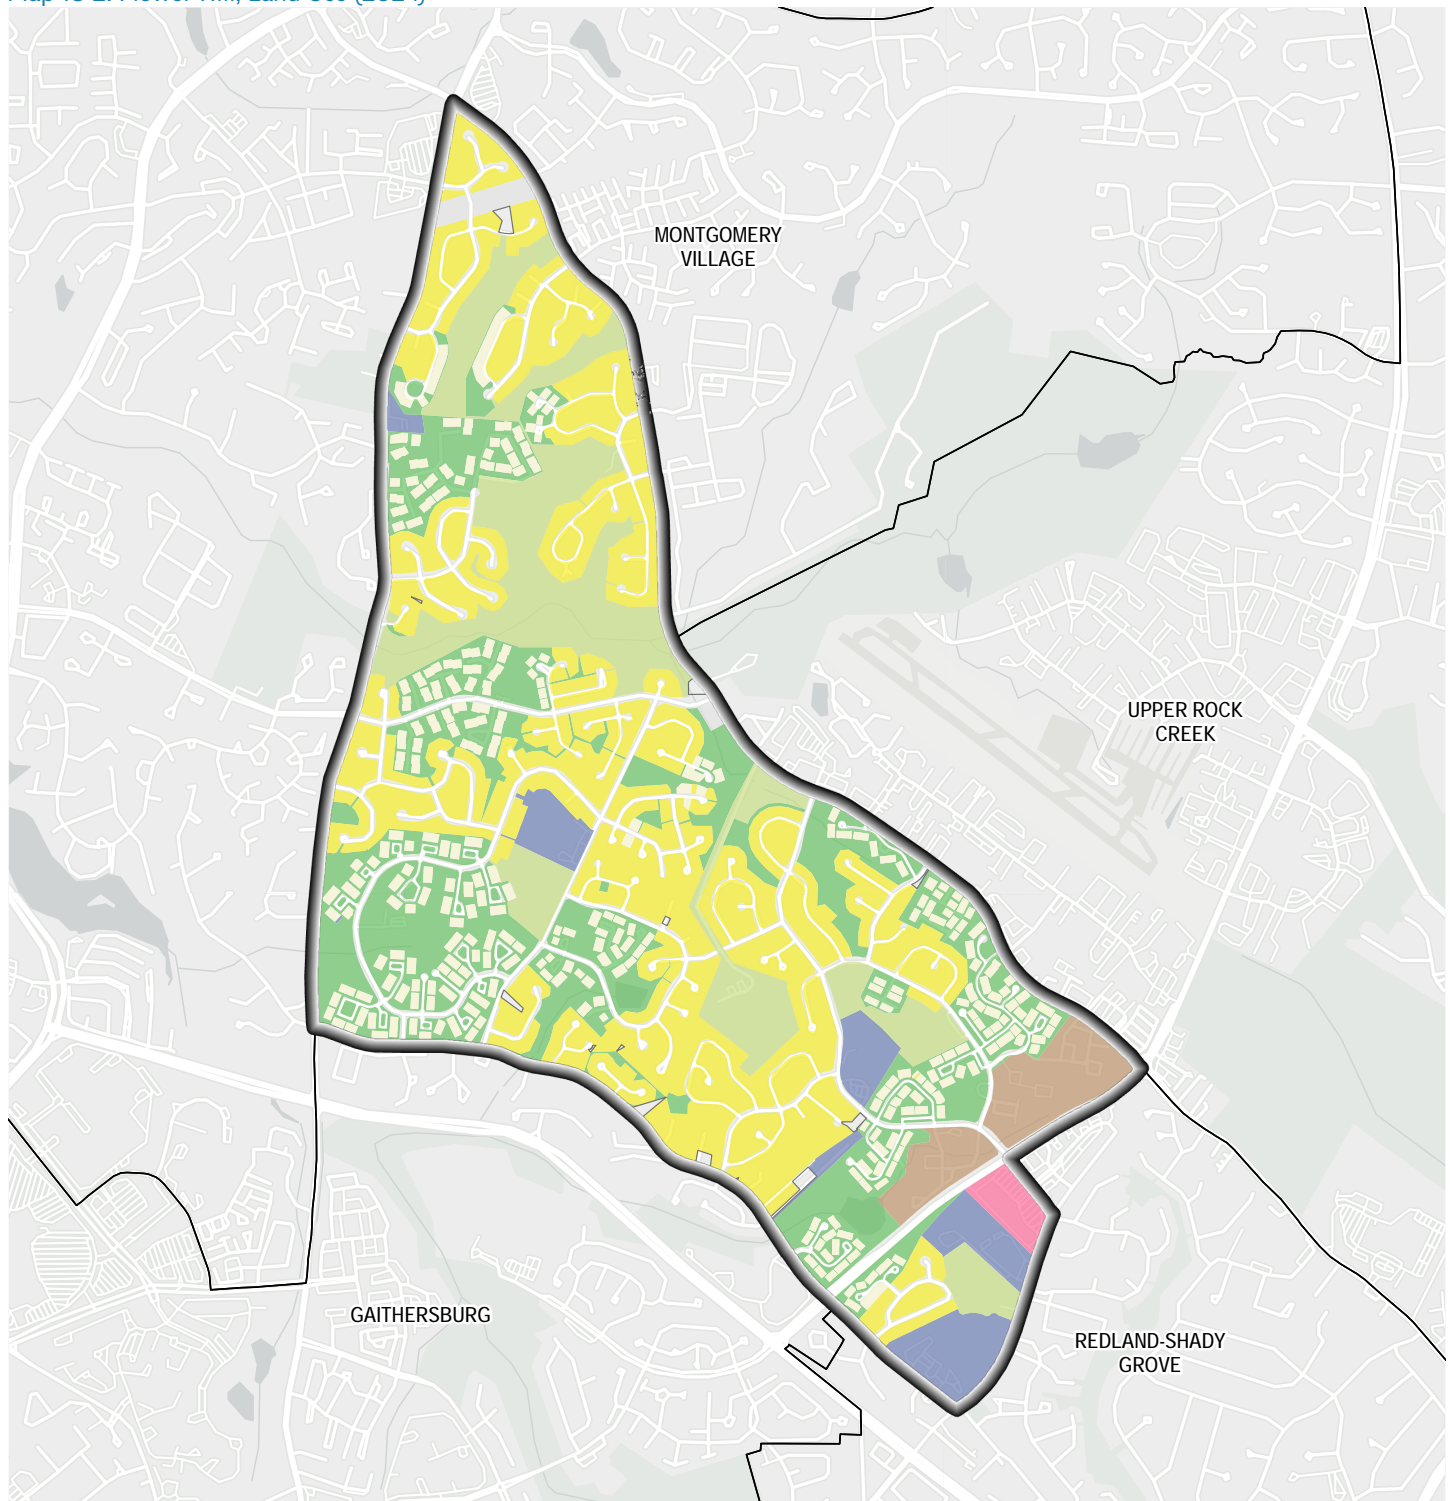 MONTGOMERY
VILLAGE
UPPER ROCK
CREEK
GAITHERSBURG
REDLAND-SHADY
GROVE